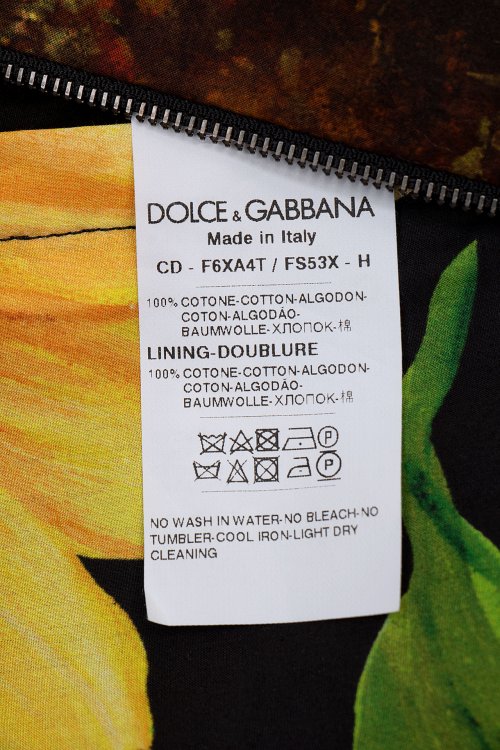 DOLCE & GABBANA
Made in Italy
CD - F6XA4T / FS53X - H
100% COTONE-COTTON-ALGODON-
COTON-ALGODÃO-
BAUMWOLLE-ХЛОПОК-棉
LINING-DOUBLURE
100% COTONE-COTTON-ALGODON-
COTON-ALGODÃO-
BAUMWOLLE-ХЛОПОК-棉
P
P
NO WASH IN WATER-NO BLEACH-NO
TUMBLER-COOL IRON-LIGHT DRY
CLEANING